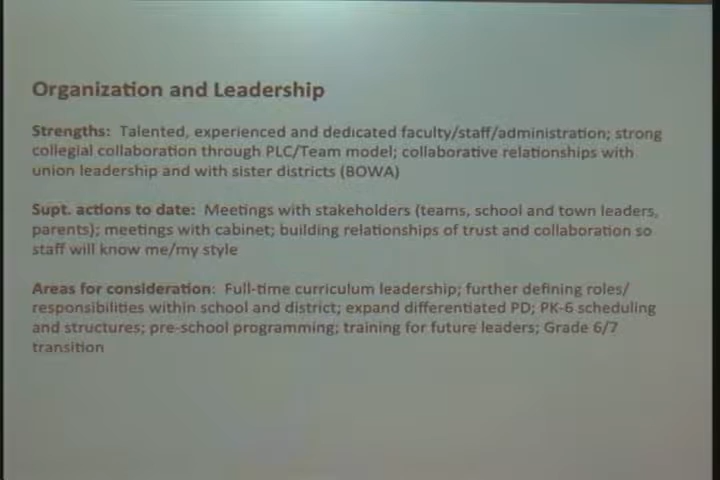 Organization and Leadership
Strengths: Talented, experienced and dedicated faculty/staff/administration; strong
collegial collaboration through PLC/Team model; collaborative relationships with
union leadership and with sister districts (BOWA)
Supt. actions to date: Meetings with stakeholders (teams, school and town leaders,
parents); meetings with cabinet; building relationships of trust and collaboration so
staff will know me/my style
Areas for consideration: Full-time curriculum leadership; further defining roles/
responsibilities within school and district; expand differentiated PD; PK-6 scheduling
and structures; pre-school programming; training for future leaders; Grade 6/7
transition